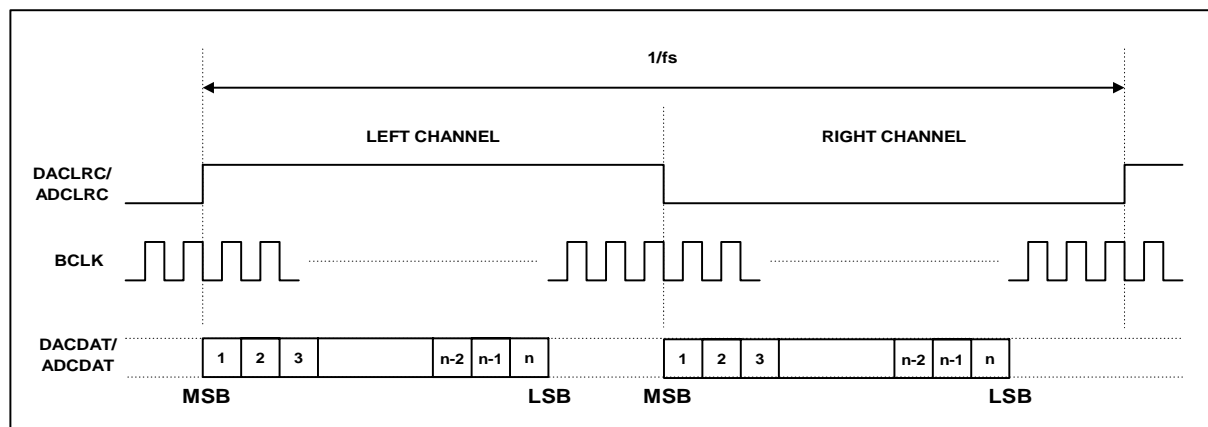 1/fs
LEFT CHANNEL
RIGHT CHANNEL
DACLRC/
ADCLRC
BCLK
DACDAT/
ADCDAT
1 2 3 n-2 n-1 n 1 2 3 n-2 n-1 n
MSB LSB MSB LSB